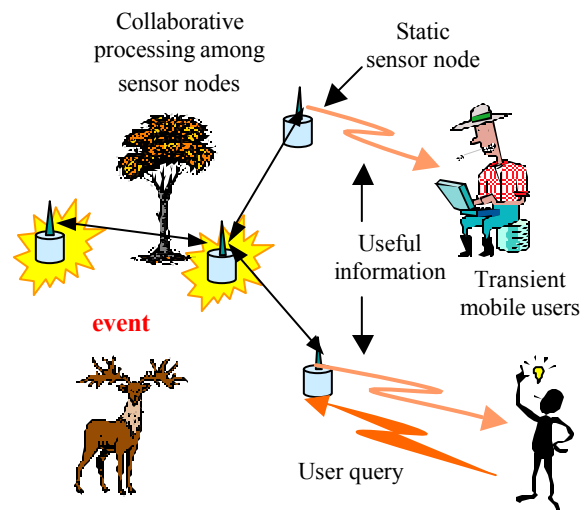 Collaborative
processing among
sensor nodes
Static
sensor node
Useful
information
Transient
mobile users
event
User query